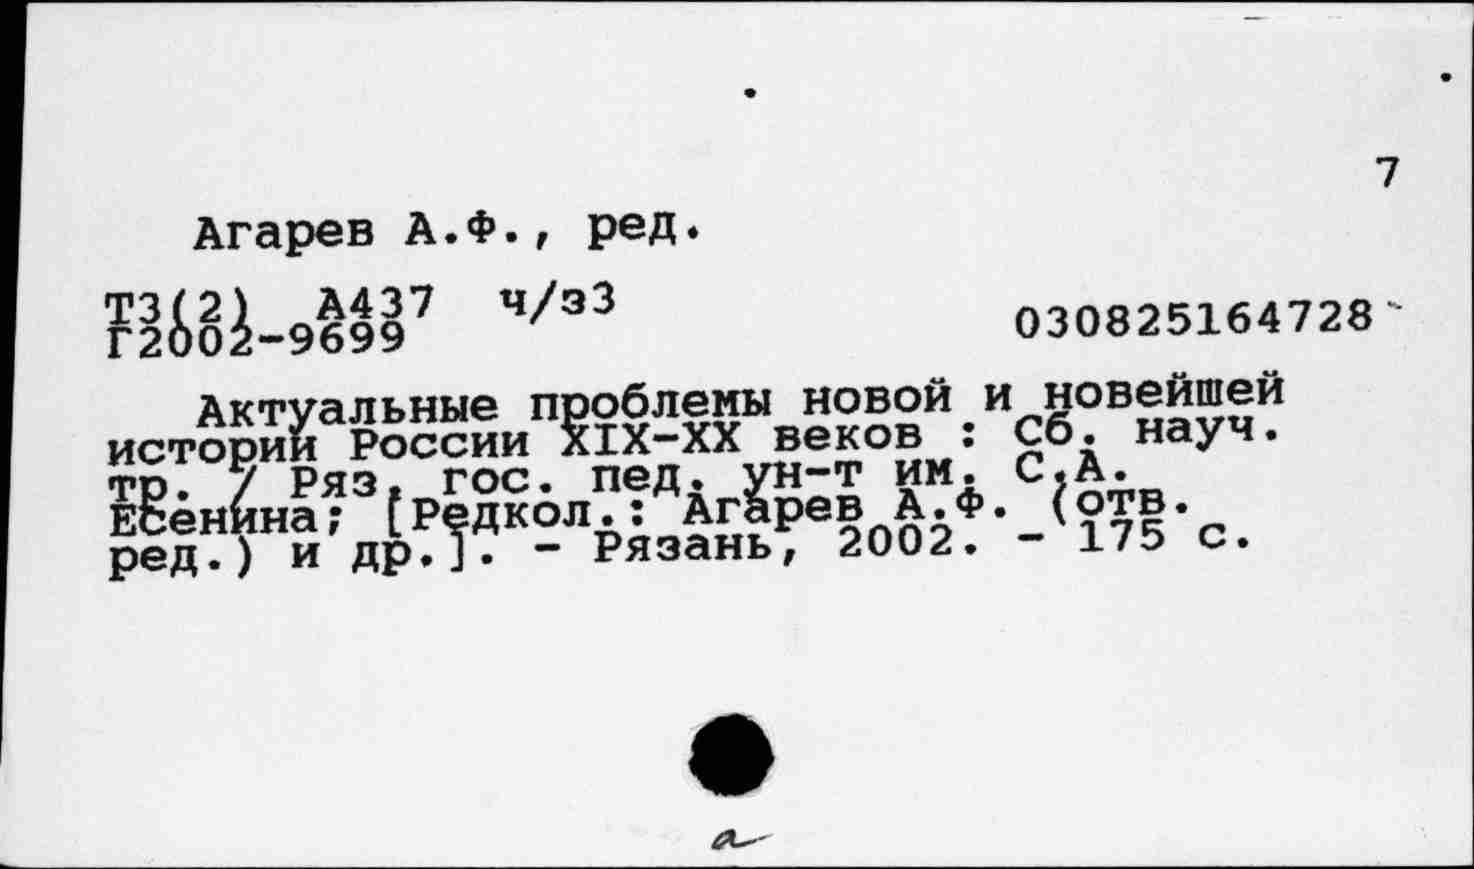 7
Агарев А.Ф., ред.
Т3(2) А437 ч/з3
Г2002-9699
030825164728
Актуальные проблемы новой и новейшей
истории России XIX-XX веков : Сб. науч.
тр. / Ряз. гос. пед. ун-т им. С.А.
Есенина; [Редкол.: Агарев А.Ф. (отв.
ред.) и др.]. - Рязань, 2002. - 175 с.
а